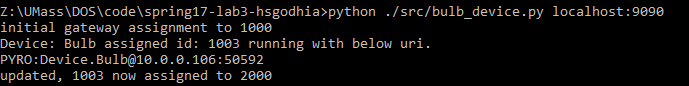 Z:\UMass\DOS\code\spring17-lab3-hsgodhia>python ./src/bulb_device.py localhost:9090
initial gateway assignment to 1000
Device: Bulb assigned id: 1003 running with below uri.
PYRO:Device.Bulb@10.0.0.106:50592
updated, 1003 now assigned to 2000